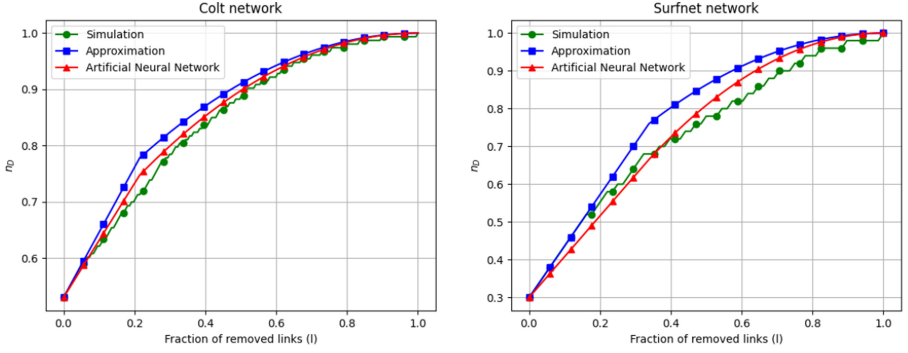 Colt network
Simulation
Approximation
Artificial Neural Network
1.0
0.9
0.8
0.7
0.6
n_D
0.0
0.2
0.4
0.6
0.8
1.0
Fraction of removed links (l)
Surfnet network
Simulation
Approximation
Artificial Neural Network
1.0
0.9
0.8
0.7
0.6
0.5
0.4
0.3
n_D
0.0
0.2
0.4
0.6
0.8
1.0
Fraction of removed links (l)